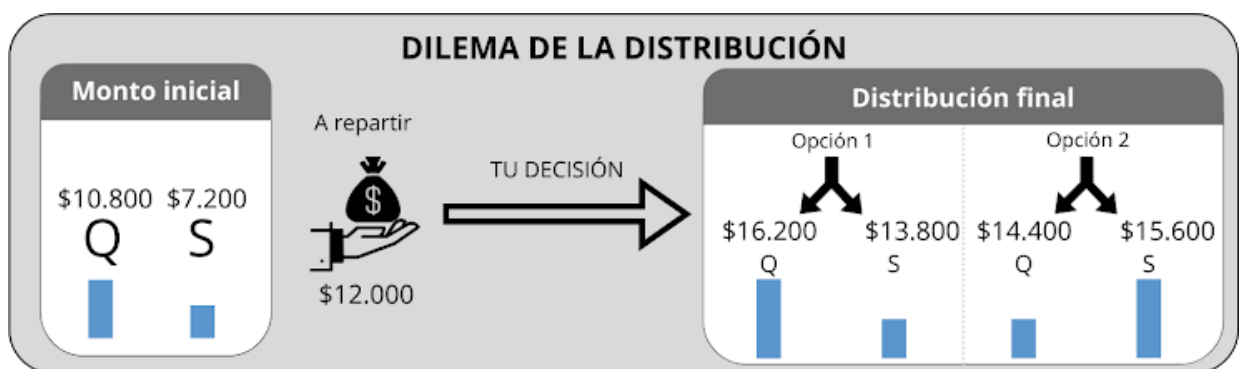 DILEMA DE LA DISTRIBUCIÓN
Monto inicial
$10.800 $7.200
Q S
A repartir
$
$12.000
TU DECISIÓN
Distribución final
Opción 1 Opción 2
$16.200 $13.800 $14.400 $15.600
Q S Q S